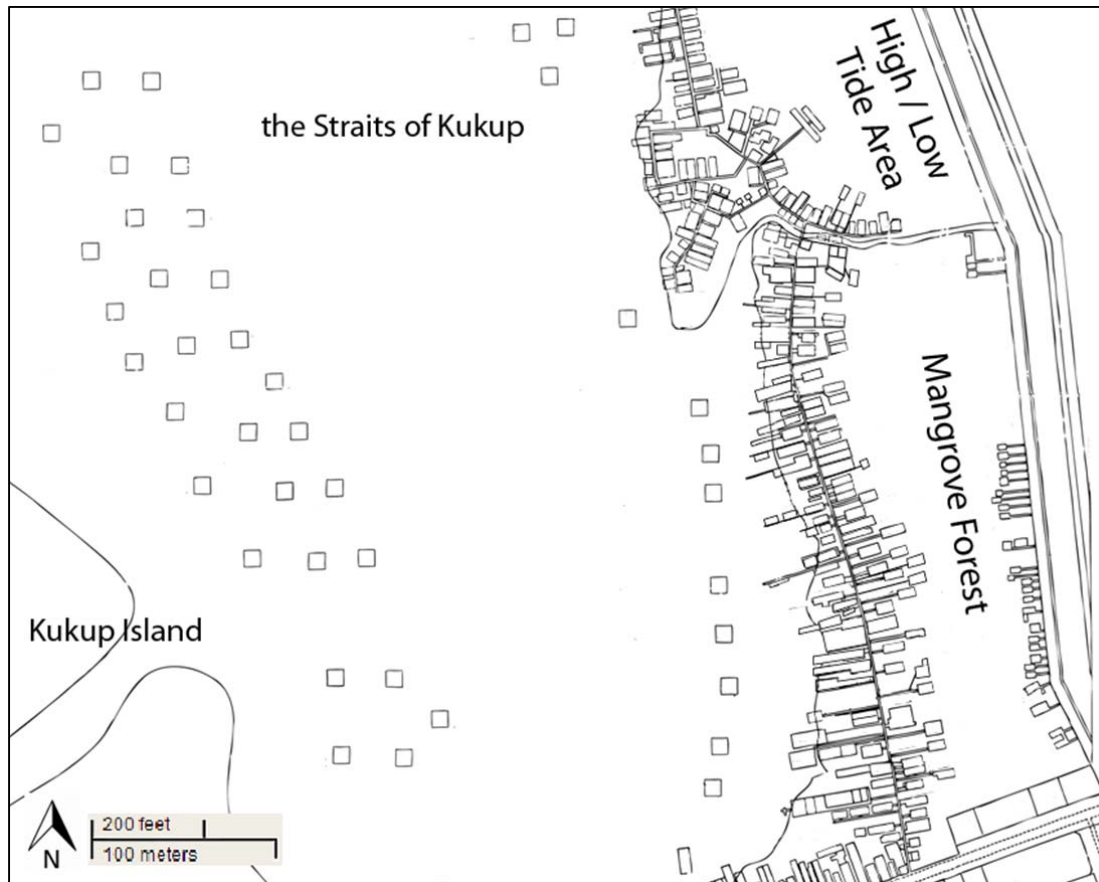 the Straits of Kukup
High / Low
Tide Area
Mangrove Forest
Kukup Island
N
200 feet
100 meters